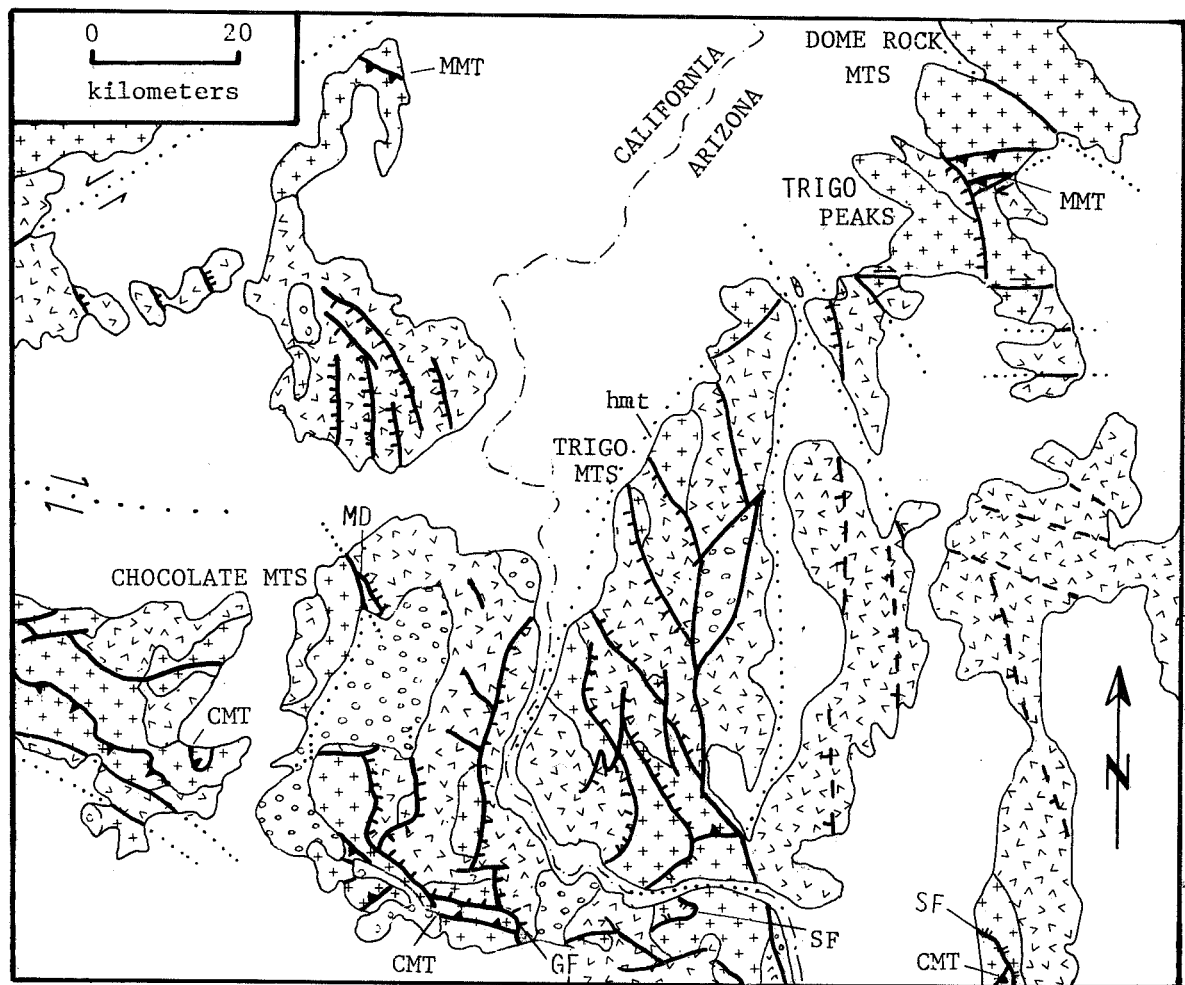 0 20
kilometers
MMT
CALIFORNIA
ARIZONA
DOME ROCK
MTS
TRIGO
PEAKS
MMT
hmt
TRIGO
MTS
MD
CHOCOLATE MTS
CMT
N
SF
SF
CMT
GF
CMT